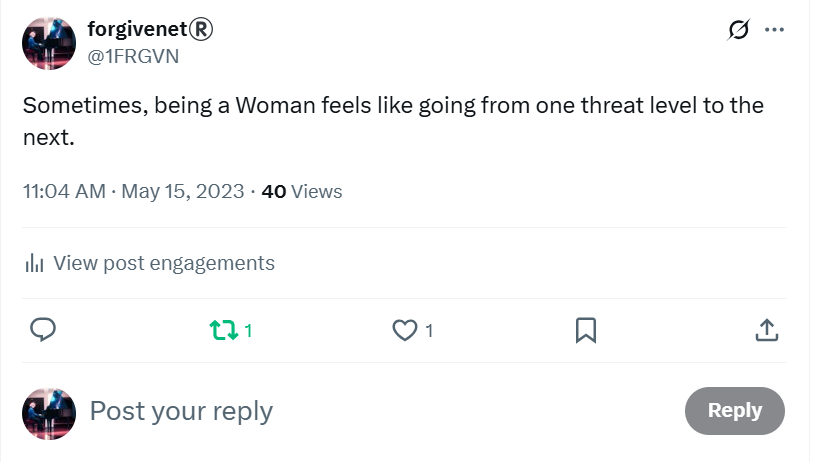 forgivenet®
@1FRGVN
Sometimes, being a Woman feels like going from one threat level to the
next.
11:04 AM · May 15, 2023 · 40 Views
View post engagements
1
1
Post your reply
Reply